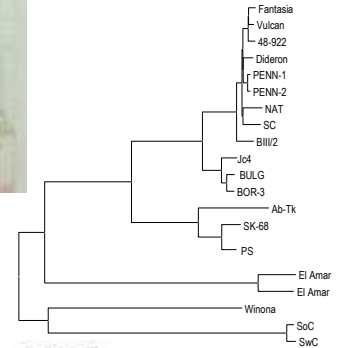 Fantasia
Vulcan
48-922
Dideron
PENN-1
PENN-2
NAT
SC
BIII/2
Jc4
BULG
BOR-3
Ab-Tk
SK-68
PS
El Amar
El Amar
Winona
SoC
SwC